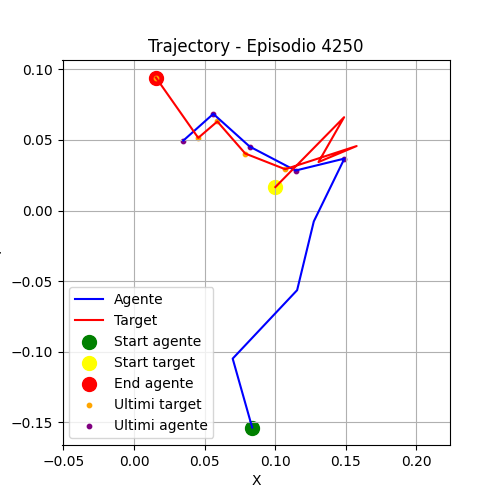 Trajectory - Episodio 4250
0.10
0.05
0.00
−0.05
−0.10
−0.15
Agente
Target
Start agente
Start target
End agente
Ultimi target
Ultimi agente
−0.05 0.00 0.05 0.10 0.15 0.20
X